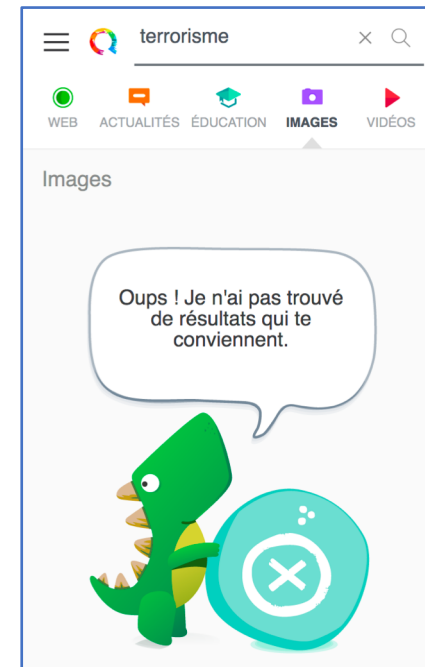 terrorisme
WEB ACTUALITÉS ÉDUCATION IMAGES VIDÉOS
Images
Oups ! Je n'ai pas trouvé
de résultats qui te
conviennent.